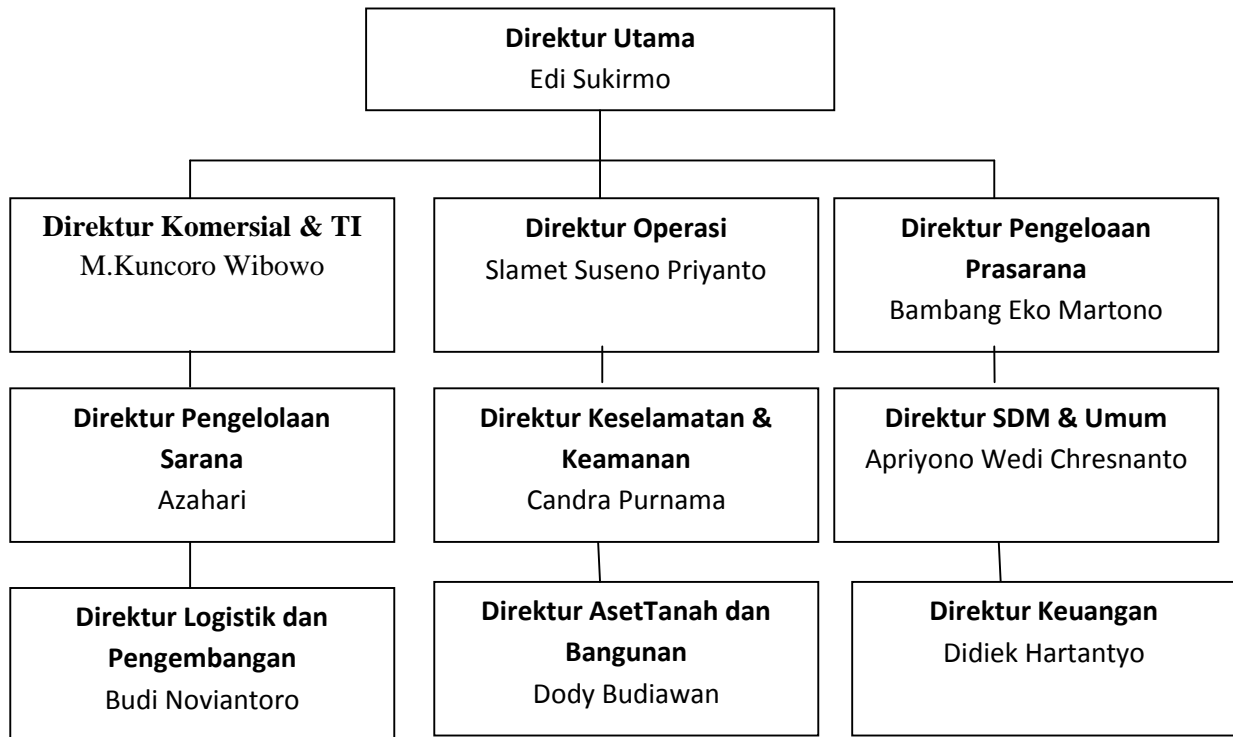 Direktur Utama
Edi Sukirmo
Direktur Komersial & TI
M.Kuncoro Wibowo
Direktur Operasi
Slamet Suseno Priyanto
Direktur Pengeloaan
Prasarana
Bambang Eko Martono
Direktur Pengelolaan
Sarana
Azahari
Direktur Keselamatan &
Keamanan
Candra Purnama
Direktur SDM & Umum
Apriyono Wedi Chresnanto
Direktur Logistik dan
Pengembangan
Budi Noviantoro
Direktur AsetTanah dan
Bangunan
Dody Budiawan
Direktur Keuangan
Didiek Hartantyo